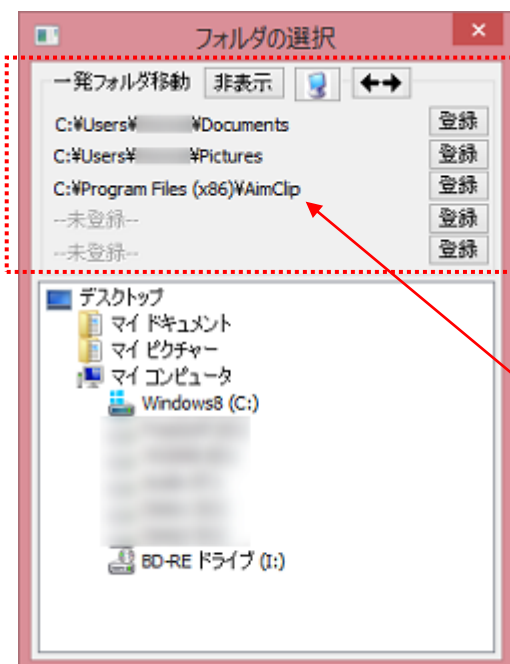 フォルダの選択
一発フォルダ移動 非表示
C:¥Users¥ ¥Documents 登録
C:¥Users¥ ¥Pictures 登録
C:¥Program Files (x86)¥AimClip 登録
--未登録-- 登録
--未登録-- 登録
デスクトップ
マイ ドキュメント
マイ ピクチャー
マイ コンピュータ
Windows8 (C:)
BD-RE ドライブ (I:)